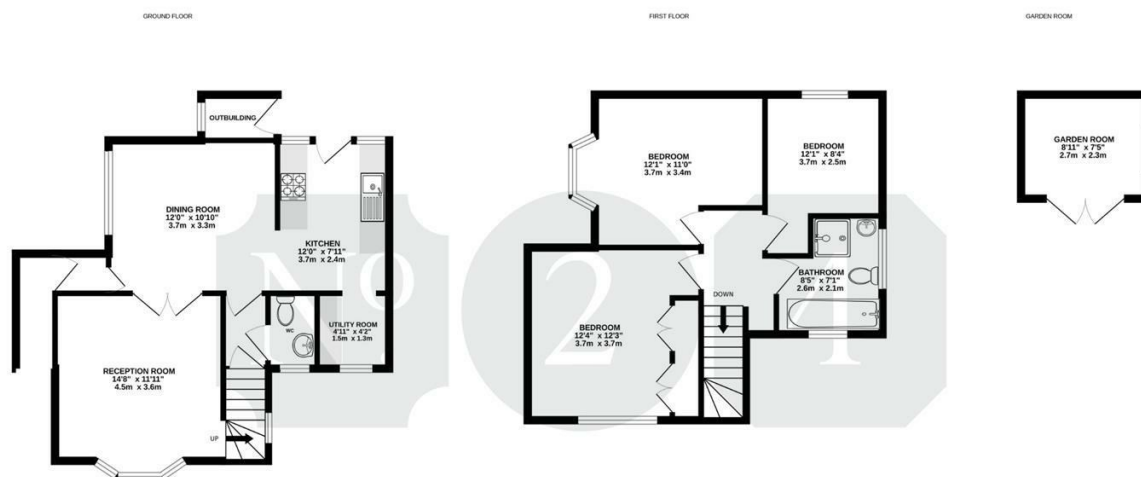 GROUND FLOOR
OUTBUILDING
DINING ROOM
12'0" x 10'10"
3.7m x 3.3m
KITCHEN
12'0" x 7'11"
3.7m x 2.4m
WC
UTILITY ROOM
4'11" x 4'2"
1.5m x 1.3m
RECEPTION ROOM
14'8" x 11'11"
4.5m x 3.6m
UP
No
FIRST FLOOR
BEDROOM
12'1" x 11'0"
3.7m x 3.4m
BEDROOM
12'1" x 8'4"
3.7m x 2.5m
BATHROOM
8'5" x 7'1"
2.6m x 2.1m
DOWN
BEDROOM
12'4" x 12'3"
3.7m x 3.7m
2
4
GARDEN ROOM
GARDEN ROOM
8'11" x 7'5"
2.7m x 2.3m